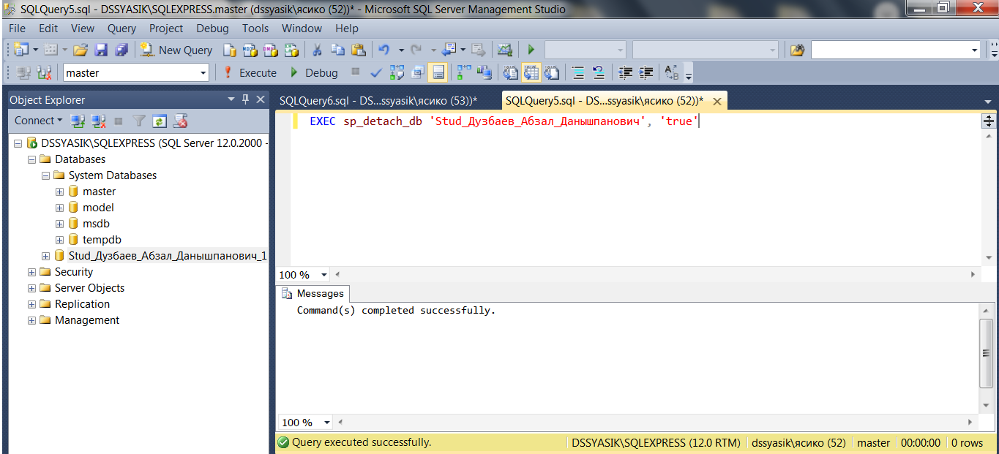 SQLQuery5.sql - DSSYASIK\SQLEXPRESS.master (dssyasik\ясико (52))* - Microsoft SQL Server Management Studio
File Edit View Query Project Debug Tools Window Help
New Query
master Execute Debug
Object Explorer
Connect
DSSYASIK\SQLEXPRESS (SQL Server 12.0.2000 -
Databases
System Databases
master
model
msdb
tempdb
Stud_Дузбаев_Абзал_Данышпанович_1
Security
Server Objects
Replication
Management
SQLQuery6.sql - DS...ssyasik\ясико (53))* SQLQuery5.sql - DS...ssyasik\ясико (52))*
EXEC sp_detach_db 'Stud_Дузбаев_Абзал_Данышпанович', 'true'
100 %
Messages
Command(s) completed successfully.
100 %
Query executed successfully. DSSYASIK\SQLEXPRESS (12.0 RTM) dssyasik\ясико (52) master 00:00:00 0 rows